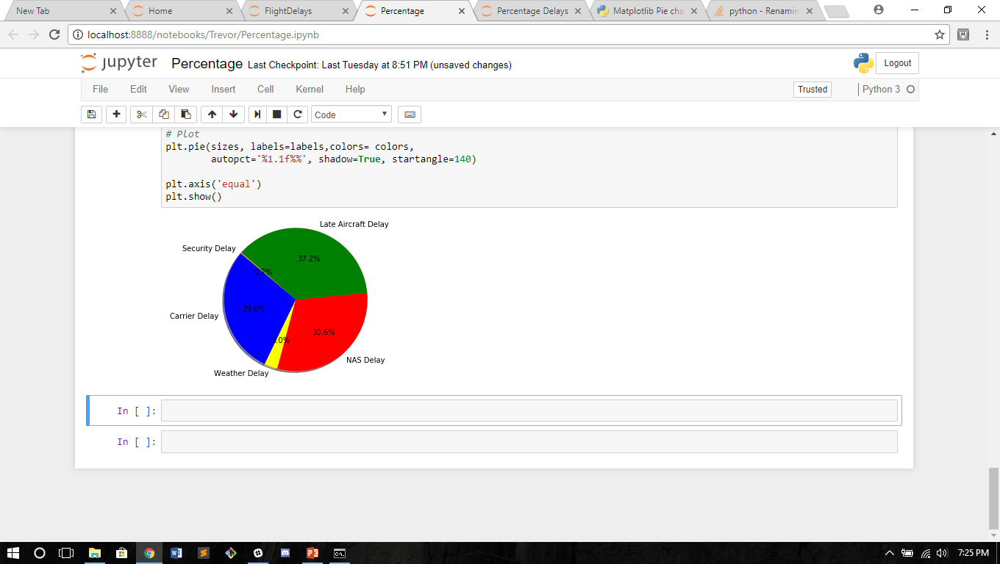 New Tab
Home
FlightDelays
Percentage
Percentage Delays
Matplotlib Pie cha
python - Renamin
localhost:8888/notebooks/Trevor/Percentage.ipynb
jupyter Percentage Last Checkpoint: Last Tuesday at 8:51 PM (unsaved changes)
Logout
File Edit View Insert Cell Kernel Help
Trusted
Python 3
Code
# Plot
plt.pie(sizes, labels=labels,colors= colors,
autopct='%1.1f%%', shadow=True, startangle=140)
plt.axis('equal')
plt.show()
Late Aircraft Delay
Security Delay
37.2%
0.2%
29.0%
Carrier Delay
30.6%
3.0%
NAS Delay
Weather Delay
In [ ]:
In [ ]:
7:25 PM